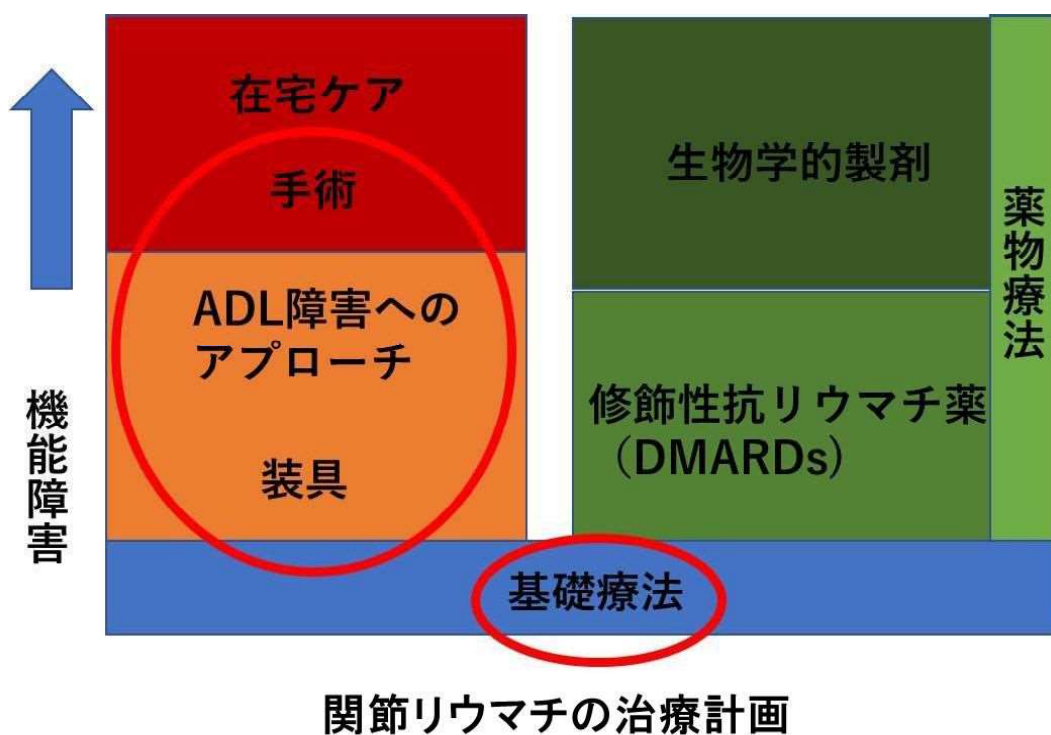 在宅ケア
手術
ADL障害への
アプローチ
装具
生物学的製剤
修飾性抗リウマチ薬
（DMARDs）
薬物療法
機能障害
基礎療法
関節リウマチの治療計画